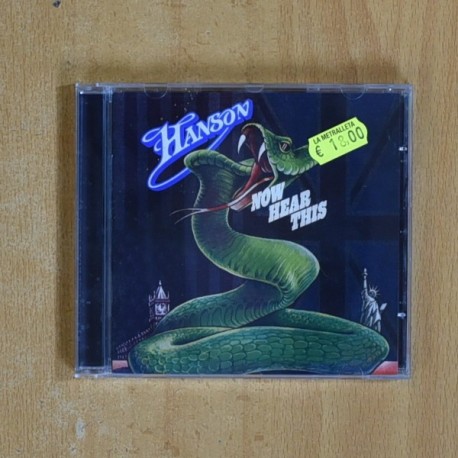 HANSON
LA METRALLETA
€ 18.00
NOW
HEAR
THIS